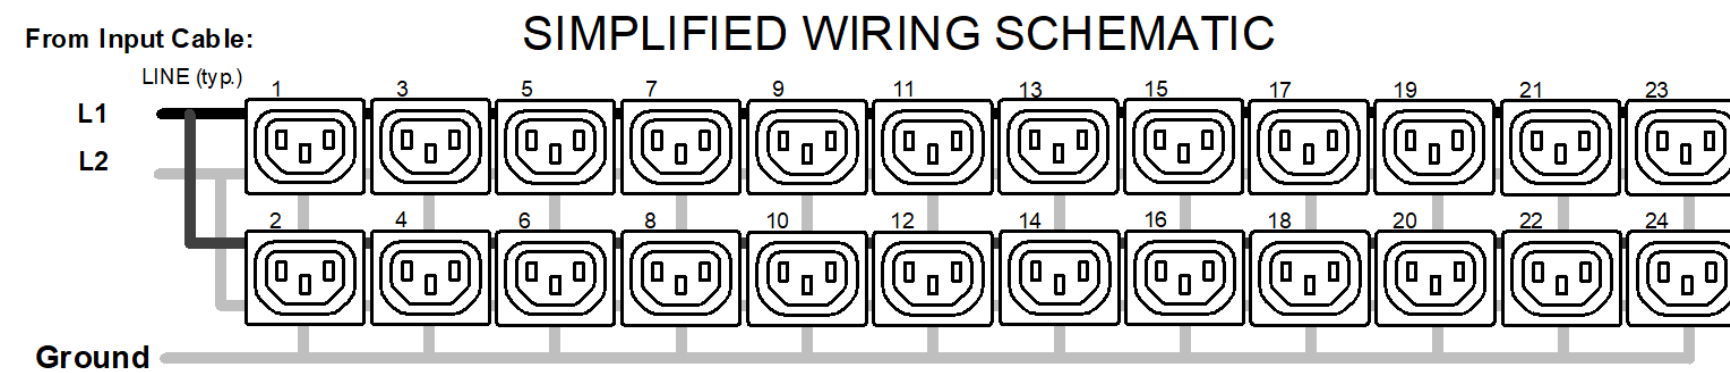 SIMPLIFIED WIRING SCHEMATIC
From Input Cable:
LINE (typ.)
1 3 5 7 9 11 13 15 17 19 21 23
L1
L2
2 4 6 8 10 12 14 16 18 20 22 24
Ground